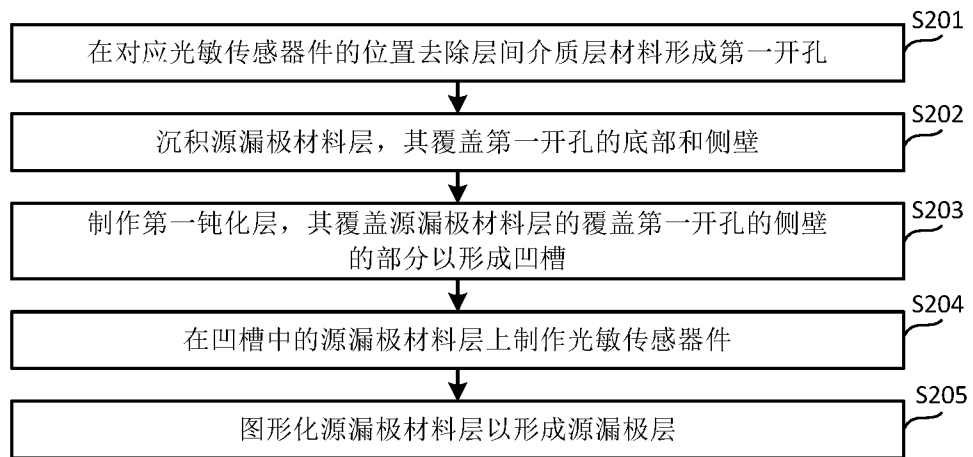 S201
在对应光敏传感器件的位置去除层间介质层材料形成第一开孔
S202
沉积源漏极材料层，其覆盖第一开孔的底部和侧壁
S203
制作第一钝化层，其覆盖源漏极材料层的覆盖第一开孔的侧壁
的部分以形成凹槽
S204
在凹槽中的源漏极材料层上制作光敏传感器件
S205
图形化源漏极材料层以形成源漏极层